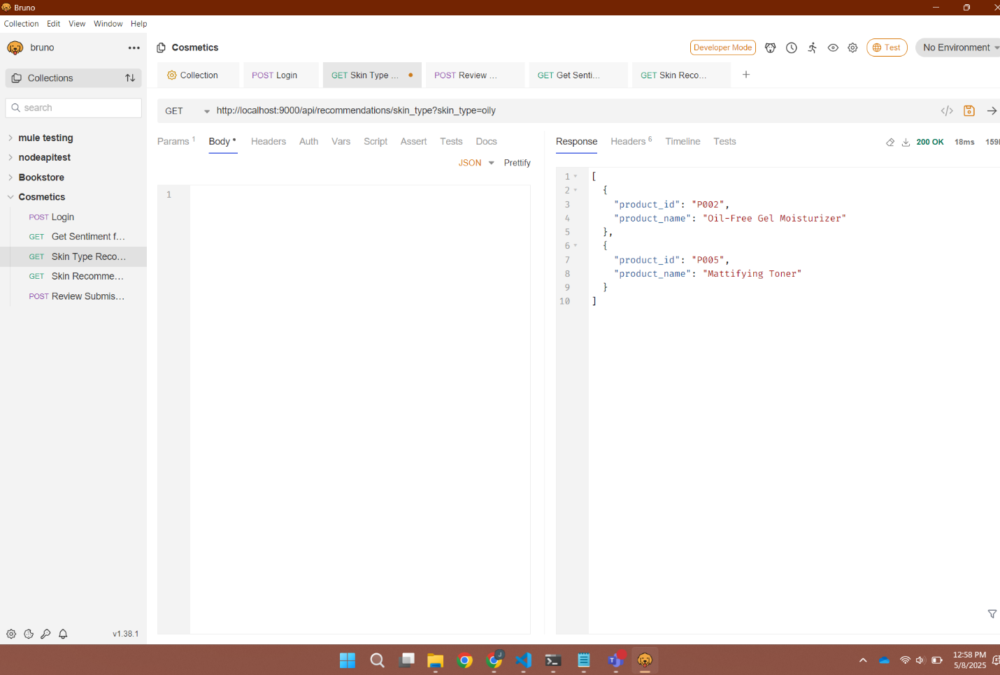 Bruno
Collection Edit View Window Help
bruno
Cosmetics
Developer Mode
Test
No Environment
Collections
Collection
POST Login
GET Skin Type ...
POST Review ...
GET Get Senti...
GET Skin Reco...
search
GET
http://localhost:9000/api/recommendations/skin_type?skin_type=oily
mule testing
nodeapitest
Bookstore
Cosmetics
POST Login
GET Get Sentiment f...
GET Skin Type Reco...
GET Skin Recomme...
POST Review Submis...
v1.38.1
Params 1 Body Headers Auth Vars Script Assert Tests Docs
JSON Prettify
1
Response Headers 6 Timeline Tests
200 OK 18ms 159
1 [
2 {
3 "product_id": "P002",
4 "product_name": "Oil-Free Gel Moisturizer"
5 },
6 {
7 "product_id": "P005",
8 "product_name": "Mattifying Toner"
9 }
10 ]
12:58 PM
5/8/2025